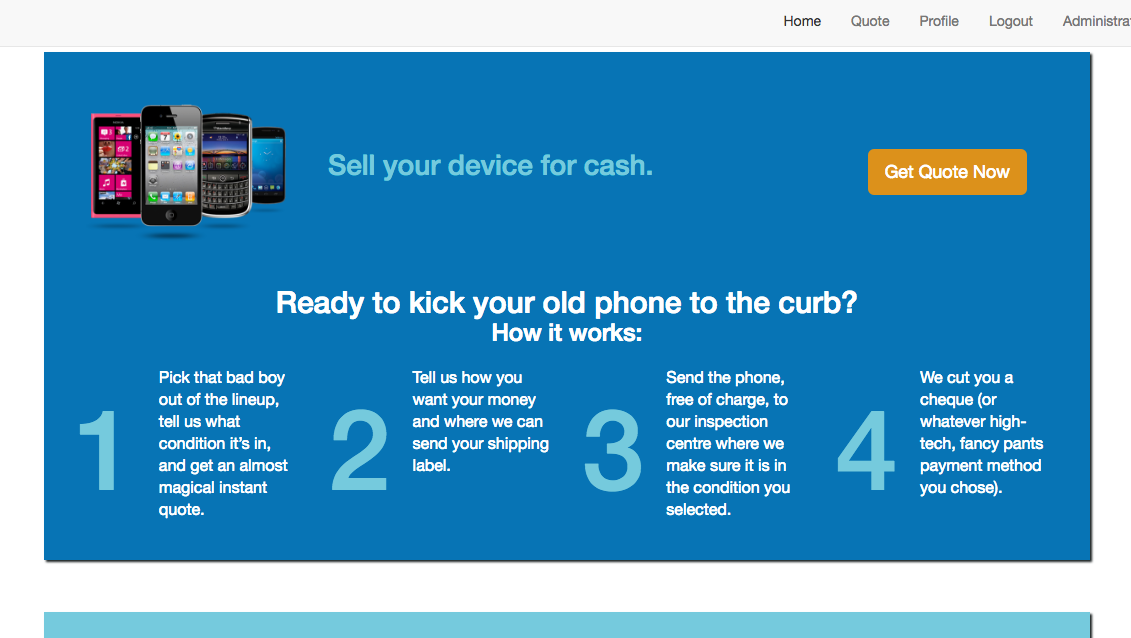 Home Quote Profile Logout Administra
Sell your device for cash.
Get Quote Now
Ready to kick your old phone to the curb?
How it works:
1
Pick that bad boy
out of the lineup,
tell us what
condition it’s in,
and get an almost
magical instant
quote.
2
Tell us how you
want your money
and where we can
send your shipping
label.
3
Send the phone,
free of charge, to
our inspection
centre where we
make sure it is in
the condition you
selected.
4
We cut you a
cheque (or
whatever high-
tech, fancy pants
payment method
you chose).